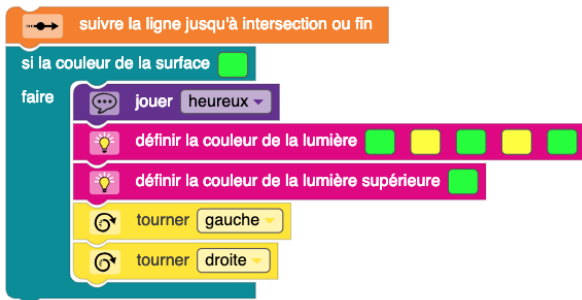 suivre la ligne jusqu'à intersection ou fin
si la couleur de la surface
faire
jouer heureux
définir la couleur de la lumière
définir la couleur de la lumière supérieure
tourner gauche
tourner droite